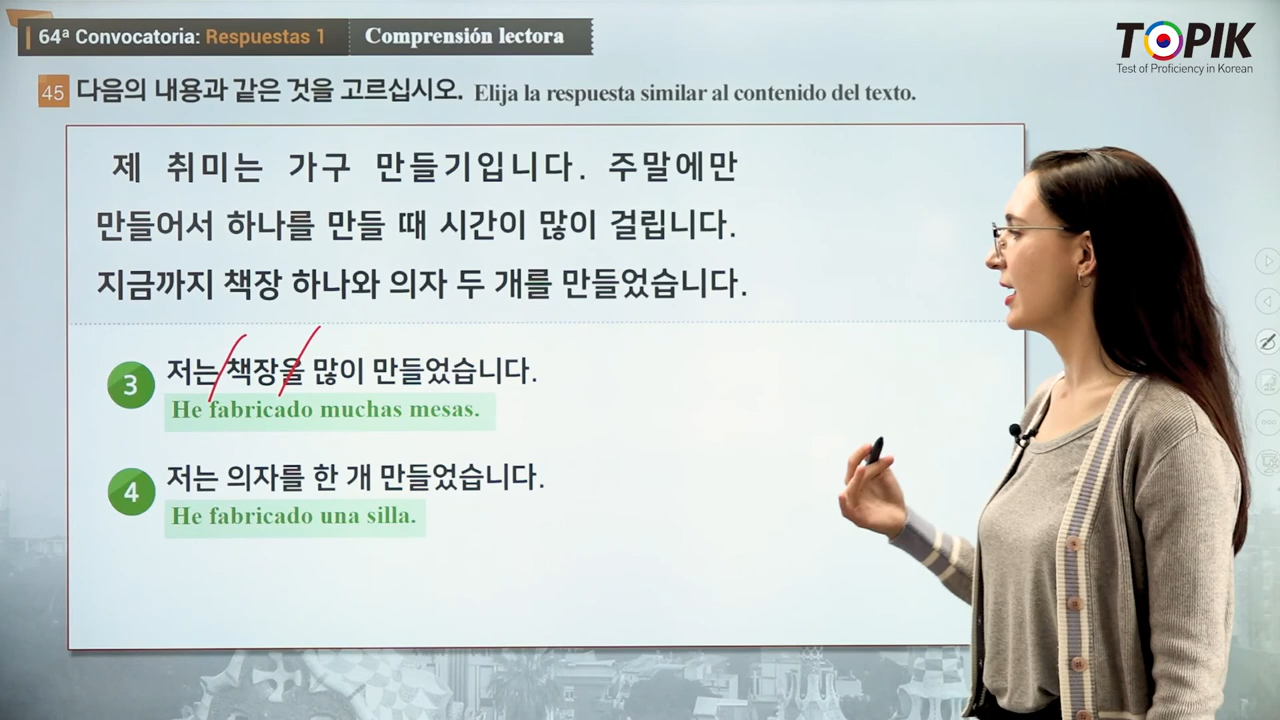 64ª Convocatoria: Respuestas 1 Comprensión lectora
TOPIK
Test of Proficiency in Korean
45 다음의 내용과 같은 것을 고르십시오. Elija la respuesta similar al contenido del texto.
제 취미는 가구 만들기입니다. 주말에만
만들어서 하나를 만들 때 시간이 많이 걸립니다.
지금까지 책장 하나와 의자 두 개를 만들었습니다.
3 저는 책장을 많이 만들었습니다.
He fabricado muchas mesas.
4 저는 의자를 한 개 만들었습니다.
He fabricado una silla.